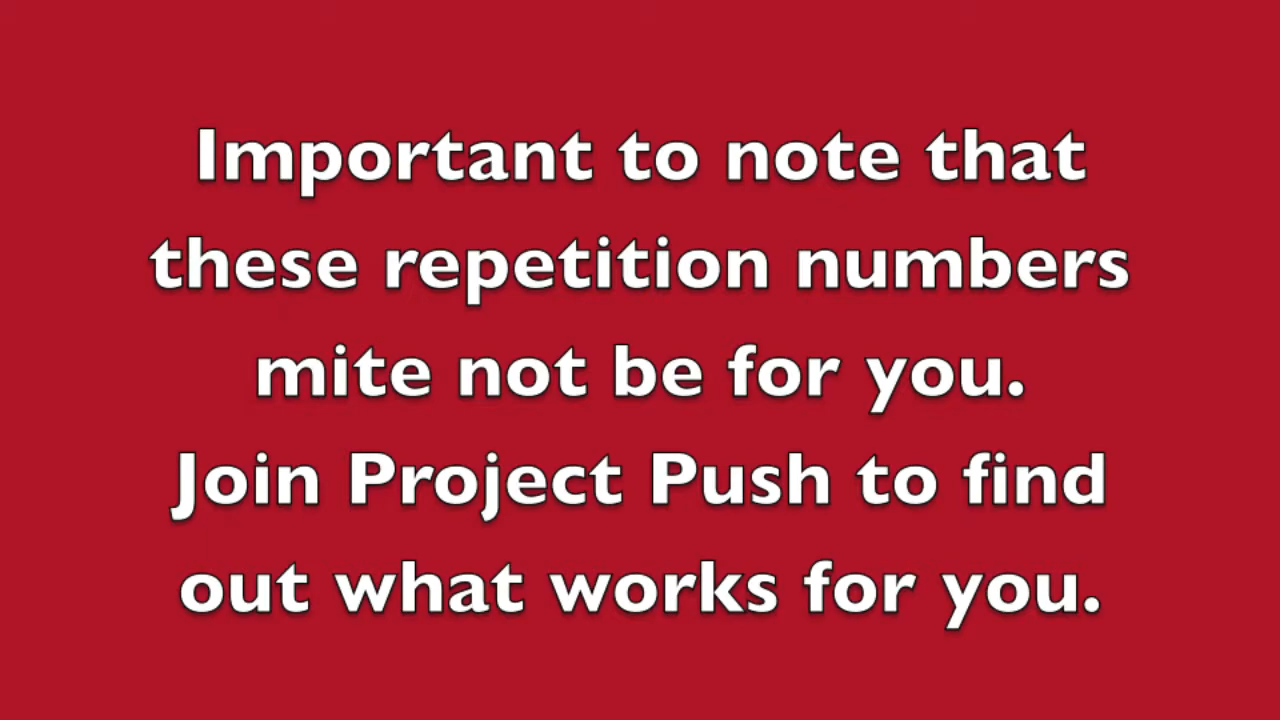 Important to note that
these repetition numbers
mite not be for you.
Join Project Push to find
out what works for you.